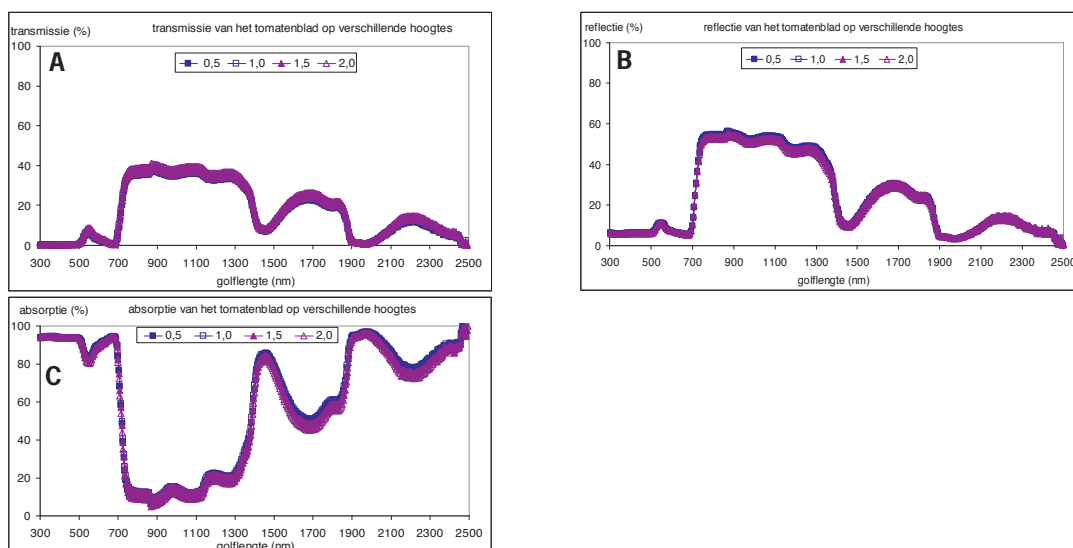 transmissie (%) transmissie van het tomatenblad op verschillende hoogtes
A
0,5 1,0 1,5 2,0
100
80
60
40
20
0
300 500 700 900 1100 1300 1500 1700 1900 2100 2300 2500
golflengte (nm)
reflectie (%) reflectie van het tomatenblad op verschillende hoogtes
B
0,5 1,0 1,5 2,0
100
80
60
40
20
0
300 500 700 900 1100 1300 1500 1700 1900 2100 2300 2500
golflengte (nm)
absorptie (%) absorptie van het tomatenblad op verschillende hoogtes
0,5 1,0 1,5 2,0
C
100
80
60
40
20
0
300 500 700 900 1100 1300 1500 1700 1900 2100 2300 2500
golflengte (nm)